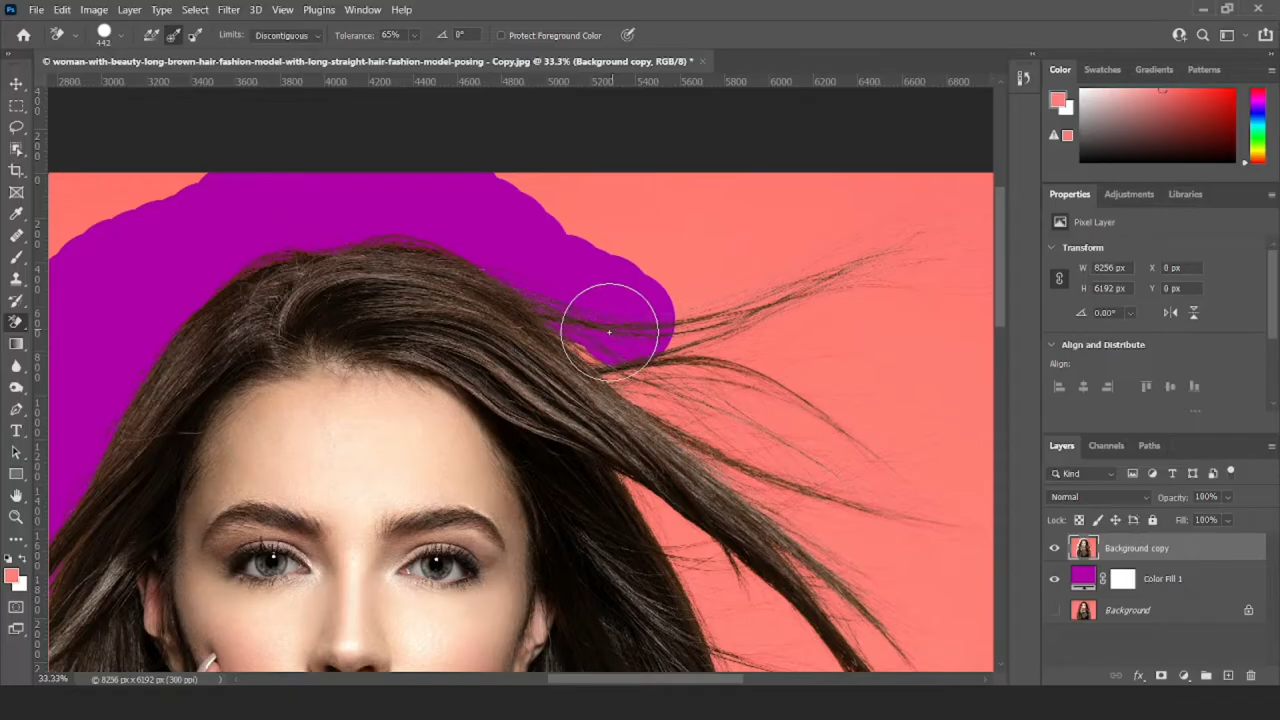 Ps File Edit Image Layer Type Select Filter 3D View Plugins Window Help
442 Limits: Discontiguous Tolerance: 65% 0° Protect Foreground Color
© woman-with-beauty-long-brown-hair-fashion-model-with-long-straight-hair-fashion-model-posing - Copy.jpg @ 33.3% (Background copy, RGB/8) *
2800 3000 3200 3400 3600 3800 4000 4200 4400 4600 4800 5000 5200 5400 5600 5800 6000 6200 6400 6600 6800
Color Swatches Gradients Patterns
Properties Adjustments Libraries
Pixel Layer
Transform
W 8256 px X 0 px
H 6192 px Y 0 px
0.00°
Align and Distribute
Align:
Layers Channels Paths
Kind
Normal Opacity: 100%
Lock: Fill: 100%
Background copy
Color Fill 1
Background
33.33% © 8256 px x 6192 px (300 ppi)